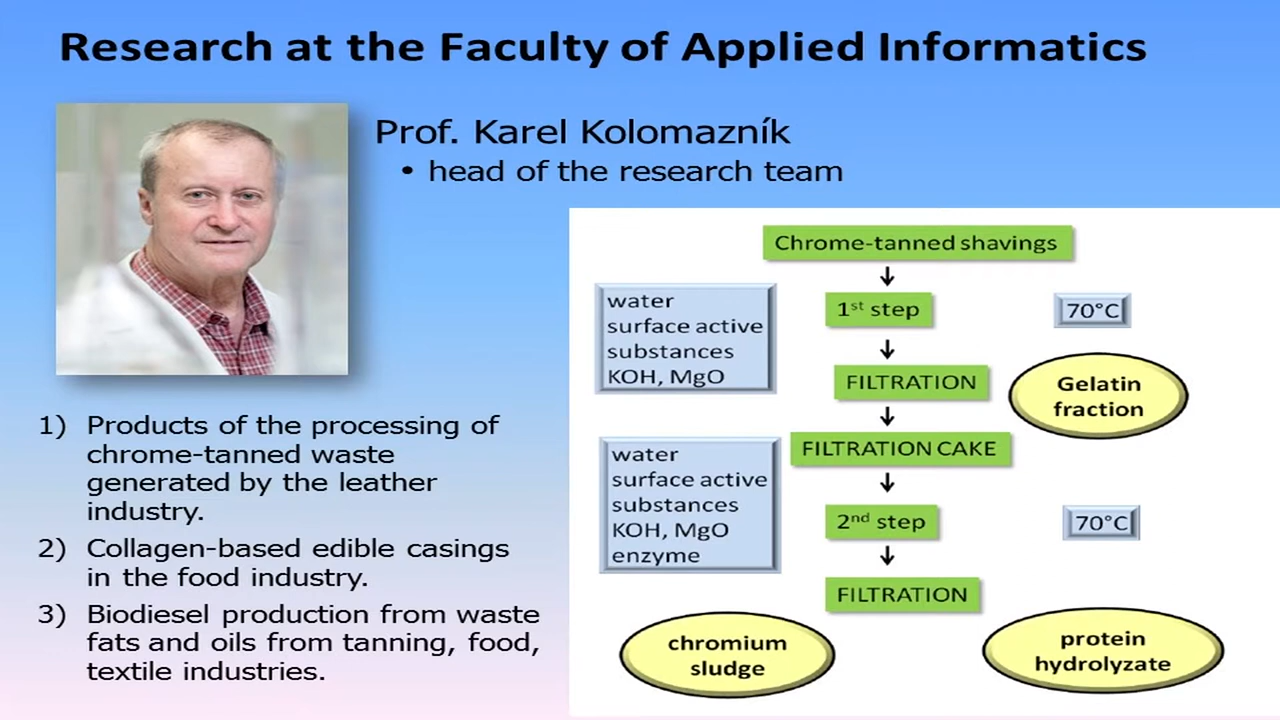 Research at the Faculty of Applied Informatics
Prof. Karel Kolomazník
• head of the research team
1) Products of the processing of
chrome-tanned waste
generated by the leather
industry.
2) Collagen-based edible casings
in the food industry.
3) Biodiesel production from waste
fats and oils from tanning, food,
textile industries.
Chrome-tanned shavings
water
surface active
substances
KOH, MgO
1st step
70°C
FILTRATION
Gelatin
fraction
FILTRATION CAKE
water
surface active
substances
KOH, MgO
enzyme
2nd step
70°C
FILTRATION
chromium
sludge
protein
hydrolyzate